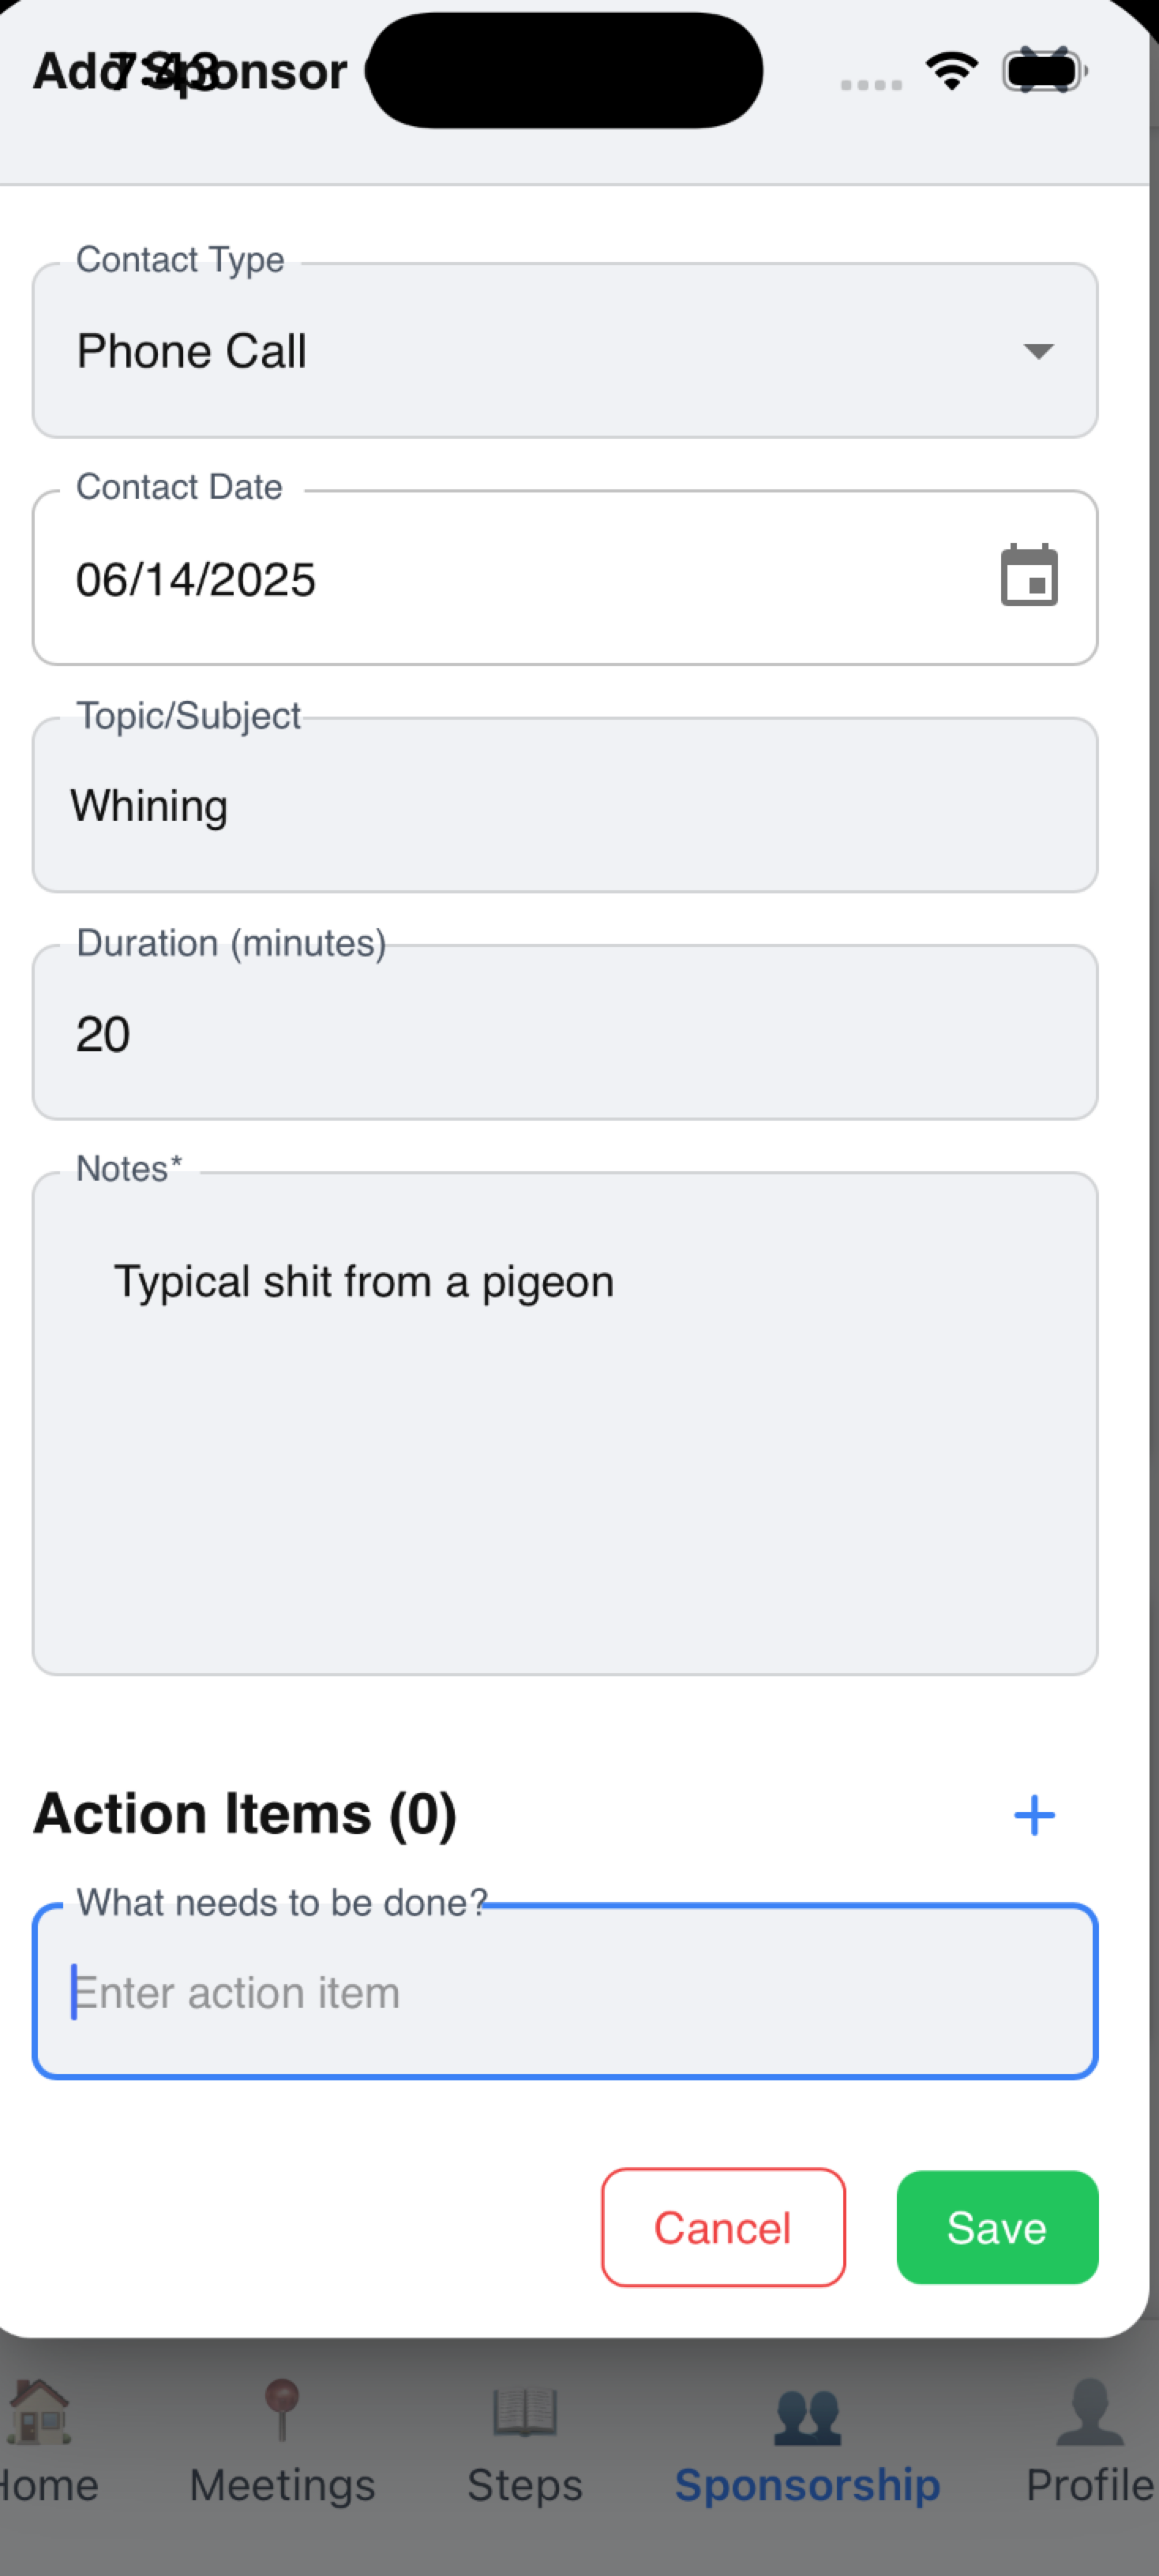 Add Sponsor
7:43
Contact Type
Phone Call
Contact Date
06/14/2025
Topic/Subject
Whining
Duration (minutes)
20
Notes*
Typical shit from a pigeon
Action Items (0)
+
What needs to be done?
Enter action item
Cancel
Save
Home
Meetings
Steps
Sponsorship
Profile